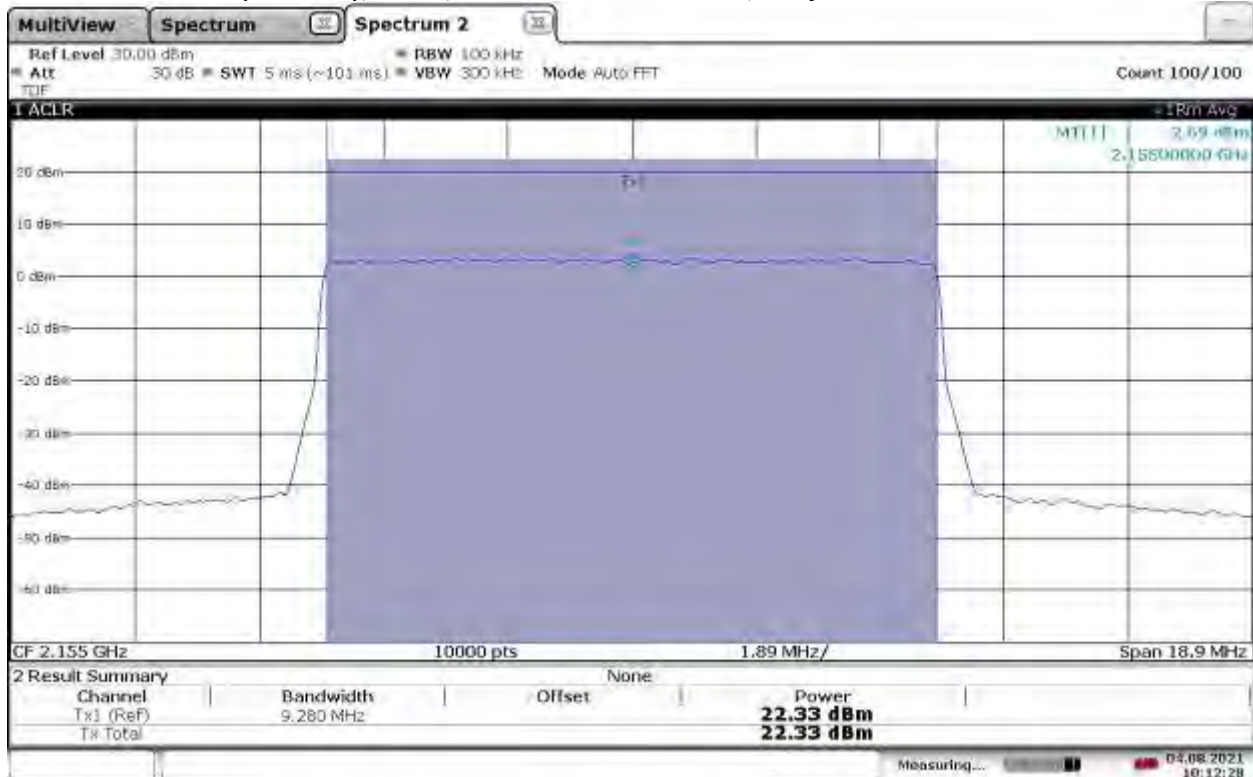 MultiView Spectrum Spectrum 2
Ref Level 30.00 dBm RBW 100 kHz
Att 30 dB SWT 5 ms (~101 ms) VBW 300 kHz Mode Auto FFT Count 100/100
TDF
1 ACLR 1Rm Avg
2.69 dBm
2.15500000 GHz
20 dBm
Tx1
10 dBm
0 dBm
-10 dBm
-20 dBm
-30 dBm
-40 dBm
-50 dBm
-60 dBm
CF 2.155 GHz 10000 pts 1.89 MHz/ Span 18.9 MHz
2 Result Summary None
Channel Bandwidth Offset Power
Tx1 (Ref) 9.280 MHz 22.33 dBm
Tx Total 22.33 dBm
Measuring... 04.08.2021
10:12:28